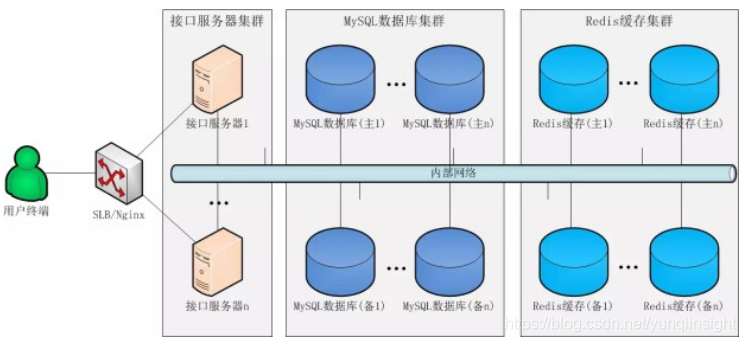 接口服务器集群
MySQL数据库集群
Redis缓存集群
接口服务器1
MySQL数据库(主1)
MySQL数据库(主n)
Redis缓存(主1)
Redis缓存(主n)
内部网络
用户终端
SLB/Nginx
接口服务器n
MySQL数据库(备1)
MySQL数据库(备n)
Redis缓存(备1)
Redis缓存(备n)
https://blog.csdn.net/yunqiinsight